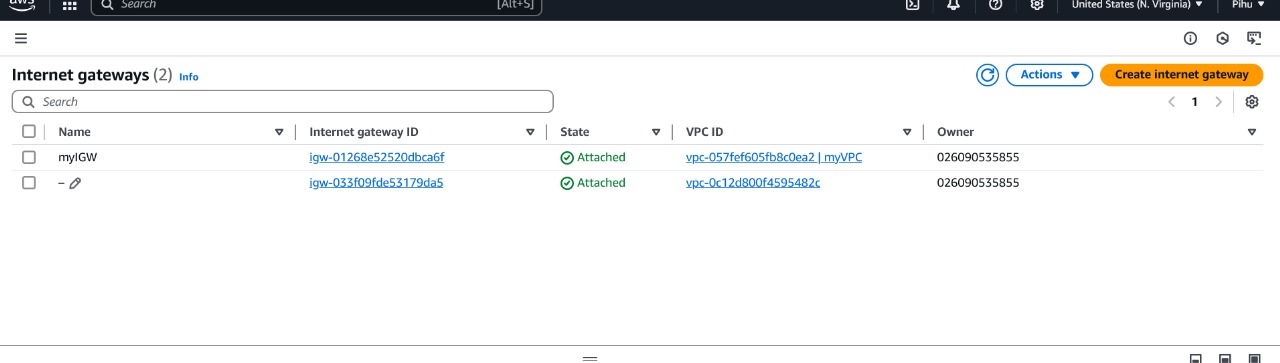 aws Search [Alt+S] United States (N. Virginia) Pihu
Internet gateways (2) Info Actions Create internet gateway
Search 1
Name Internet gateway ID State VPC ID Owner
myIGW igw-01268e52520dbca6f Attached vpc-057fef605fb8c0ea2 | myVPC 026090535855
– igw-033f09fde53179da5 Attached vpc-0c12d800f4595482c 026090535855